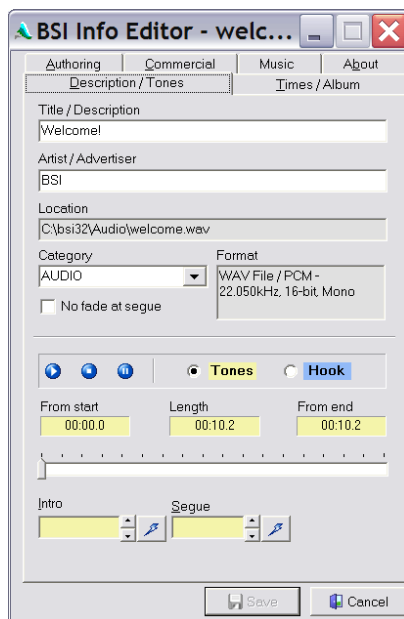 BSI Info Editor - welc...
Authoring Commercial Music About
Description / Tones Times / Album
Title / Description
Welcome!
Artist / Advertiser
BSI
Location
C:\bsi32\Audio\welcome.wav
Category Format
AUDIO WAV File / PCM -
22.050kHz, 16-bit, Mono
No fade at segue
Tones Hook
From start Length From end
00:00.0 00:10.2 00:10.2
Intro Segue
Save Cancel